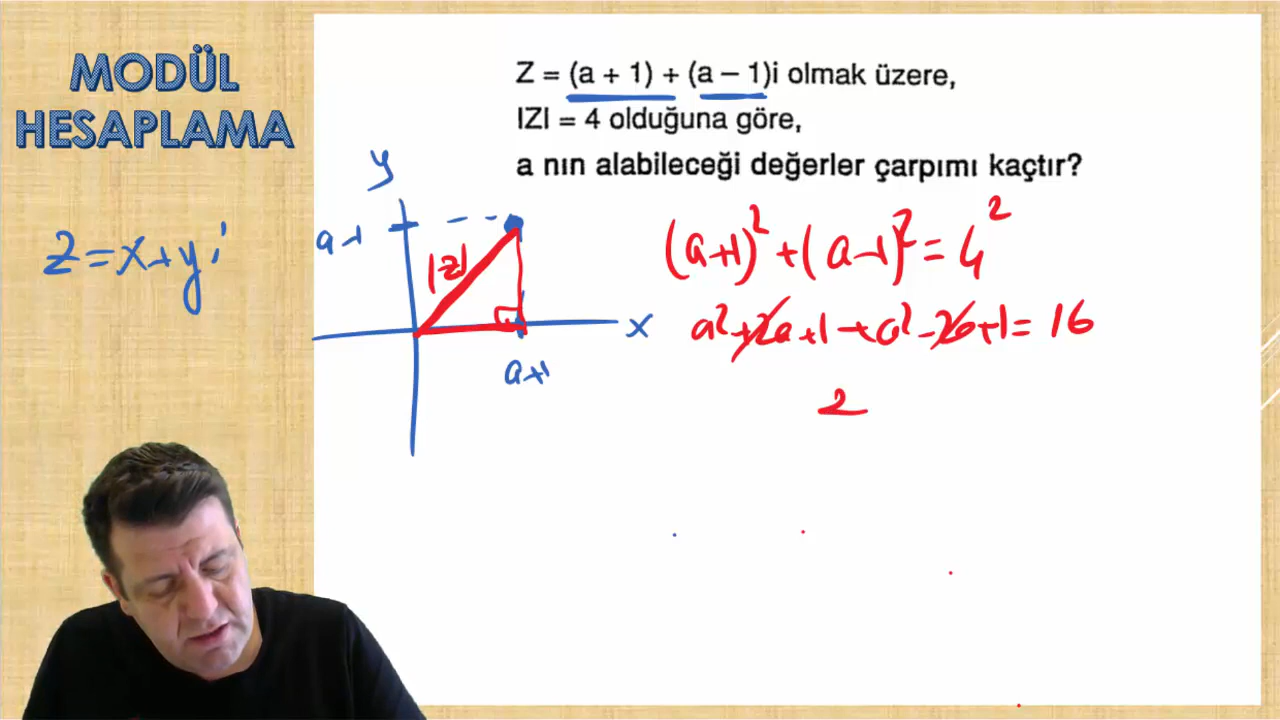 MODÜL
HESAPLAMA
Z = (a + 1) + (a – 1)i olmak üzere,
|Z| = 4 olduğuna göre,
a nın alabileceği değerler çarpımı kaçtır?
z = x + yi
y
a-1
|z|
x
a+1
(a+1)² + (a-1)² = 4²
a² + 2a + 1 + a² - 2a + 1 = 16
2